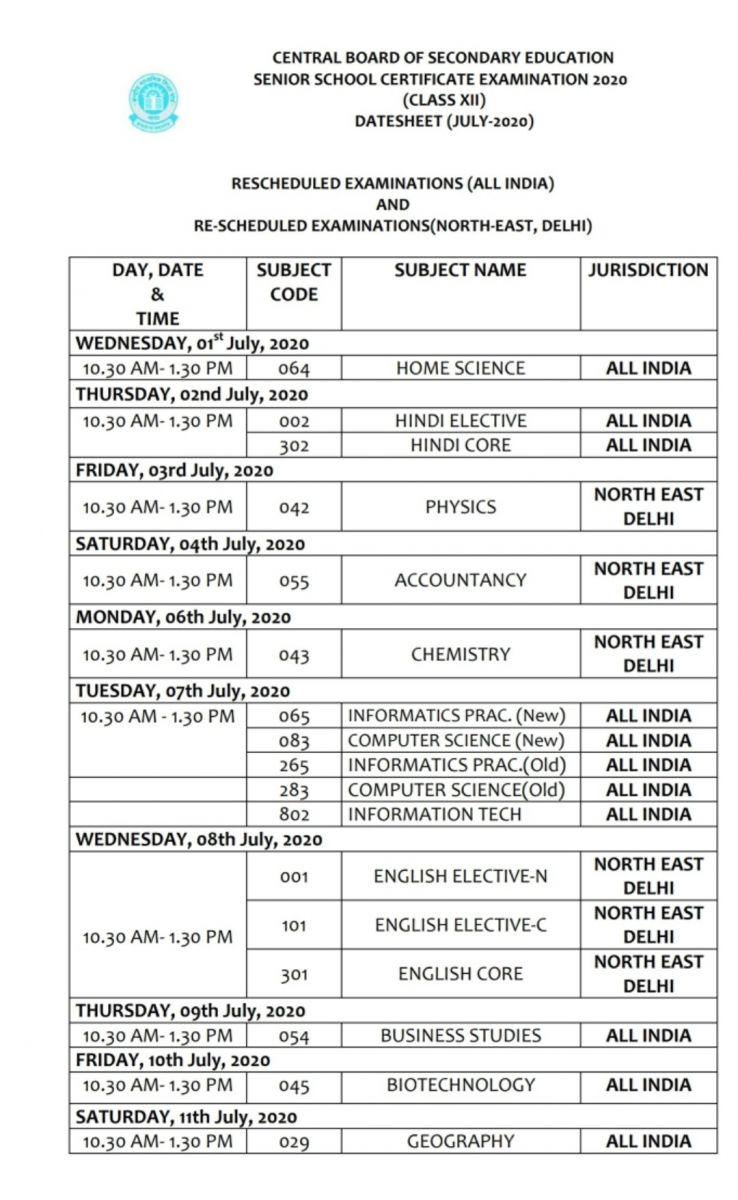 CENTRAL BOARD OF SECONDARY EDUCATION
SENIOR SCHOOL CERTIFICATE EXAMINATION 2020
(CLASS XII)
DATESHEET (JULY-2020)
RESCHEDULED EXAMINATIONS (ALL INDIA)
AND
RE-SCHEDULED EXAMINATIONS(NORTH-EAST, DELHI)
DAY, DATE & TIME SUBJECT CODE SUBJECT NAME JURISDICTION
WEDNESDAY, 01st July, 2020
10.30 AM- 1.30 PM 064 HOME SCIENCE ALL INDIA
THURSDAY, 02nd July, 2020
10.30 AM- 1.30 PM 002 HINDI ELECTIVE ALL INDIA
302 HINDI CORE ALL INDIA
FRIDAY, 03rd July, 2020
10.30 AM- 1.30 PM 042 PHYSICS NORTH EAST DELHI
SATURDAY, 04th July, 2020
10.30 AM- 1.30 PM 055 ACCOUNTANCY NORTH EAST DELHI
MONDAY, 06th July, 2020
10.30 AM- 1.30 PM 043 CHEMISTRY NORTH EAST DELHI
TUESDAY, 07th July, 2020
10.30 AM - 1.30 PM 065 INFORMATICS PRAC. (New) ALL INDIA
083 COMPUTER SCIENCE (New) ALL INDIA
265 INFORMATICS PRAC.(Old) ALL INDIA
283 COMPUTER SCIENCE(Old) ALL INDIA
802 INFORMATION TECH ALL INDIA
WEDNESDAY, 08th July, 2020
10.30 AM- 1.30 PM 001 ENGLISH ELECTIVE-N NORTH EAST DELHI
101 ENGLISH ELECTIVE-C NORTH EAST DELHI
301 ENGLISH CORE NORTH EAST DELHI
THURSDAY, 09th July, 2020
10.30 AM- 1.30 PM 054 BUSINESS STUDIES ALL INDIA
FRIDAY, 10th July, 2020
10.30 AM- 1.30 PM 045 BIOTECHNOLOGY ALL INDIA
SATURDAY, 11th July, 2020
10.30 AM- 1.30 PM 029 GEOGRAPHY ALL INDIA